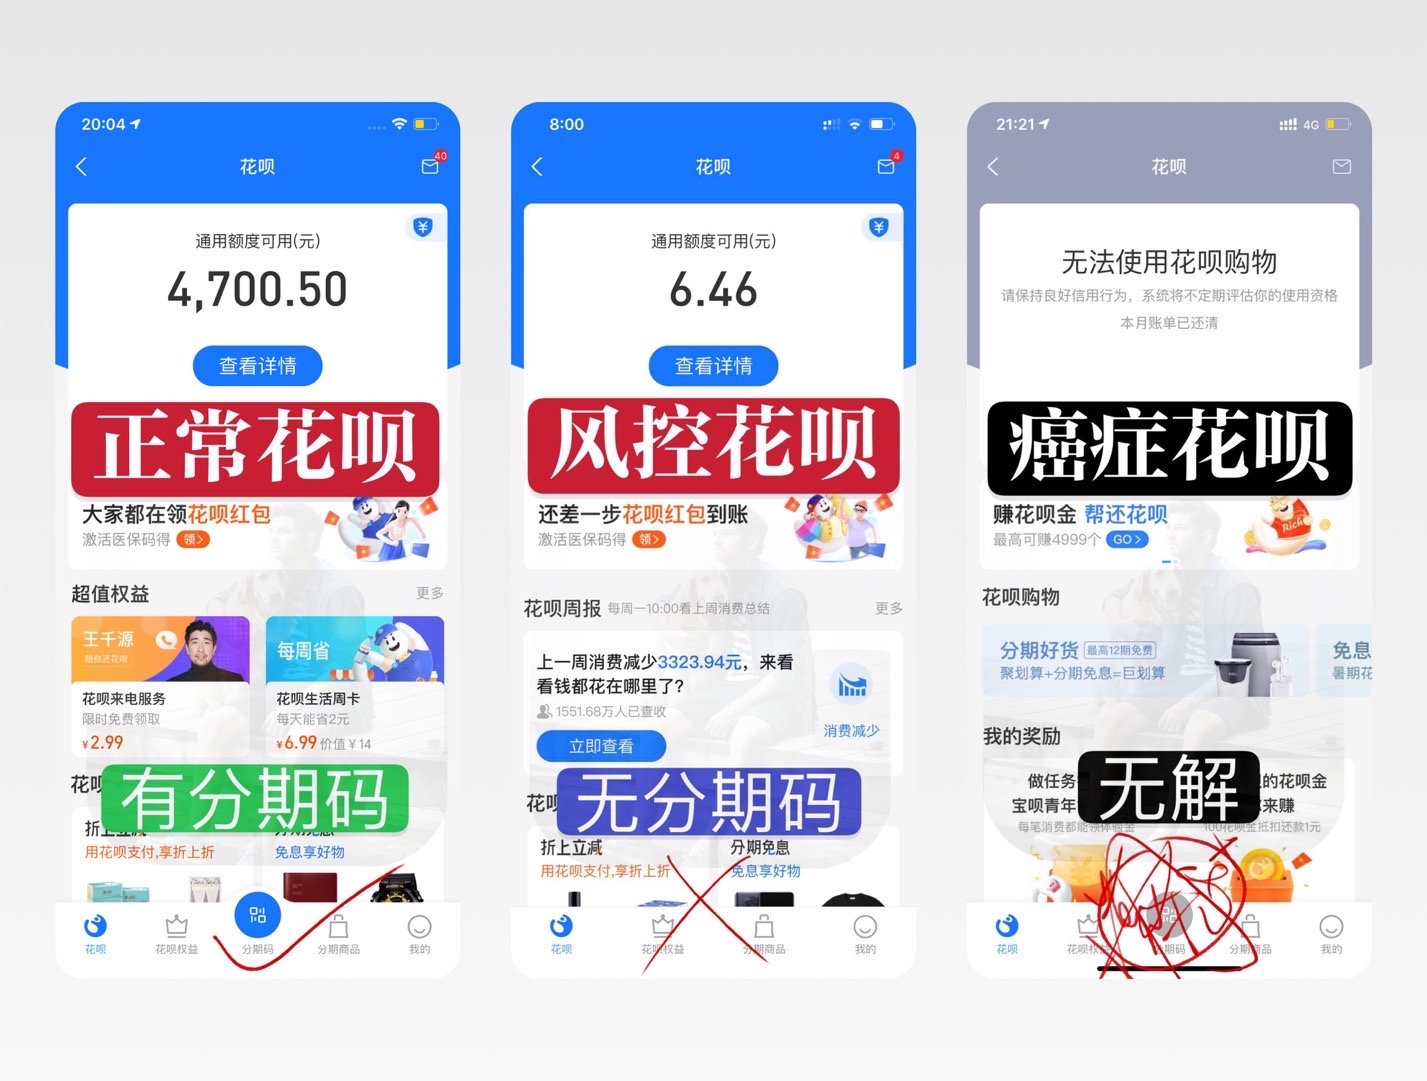 20:04
花呗
40
通用额度可用(元)
4,700.50
查看详情
正常花呗
大家都在领花呗红包
激活医保码得 领>
超值权益 更多
王千源
陪你还花呗
每周省
花呗来电服务
限时免费领取
¥2.99
花呗生活周卡
每天能省2元
¥6.99 价值¥14
有分期码
折上立减
用花呗支付,享折上折
免息享好物
花呗
花呗权益
分期码
分期商品
我的
8:00
花呗
4
通用额度可用(元)
6.46
查看详情
风控花呗
还差一步花呗红包到账
激活医保码得 领>
花呗周报 每周一10:00看上周消费总结 更多
上一周消费减少3323.94元，来看
看钱都花在哪里了?
1551.68万人已查收
立即查看
消费减少
无分期码
折上立减
用花呗支付,享折上折
分期免息
免息享好物
花呗
花呗权益
分期商品
我的
21:21
4G
花呗
无法使用花呗购物
请保持良好信用行为，系统将不定期评估你的使用资格
本月账单已还清
癌症花呗
赚花呗金 帮还花呗
最高可赚4999个 GO >
Rich
花呗购物
分期好货 最高12期免费
聚划算+分期免息=巨划算
免息
暑期花
我的奖励
做任务
的花呗金
宝呗青年
来赚
无解
每笔消费都能领体验金
100花呗金抵扣还款1元
花呗
花呗权益
分期码
分期商品
我的